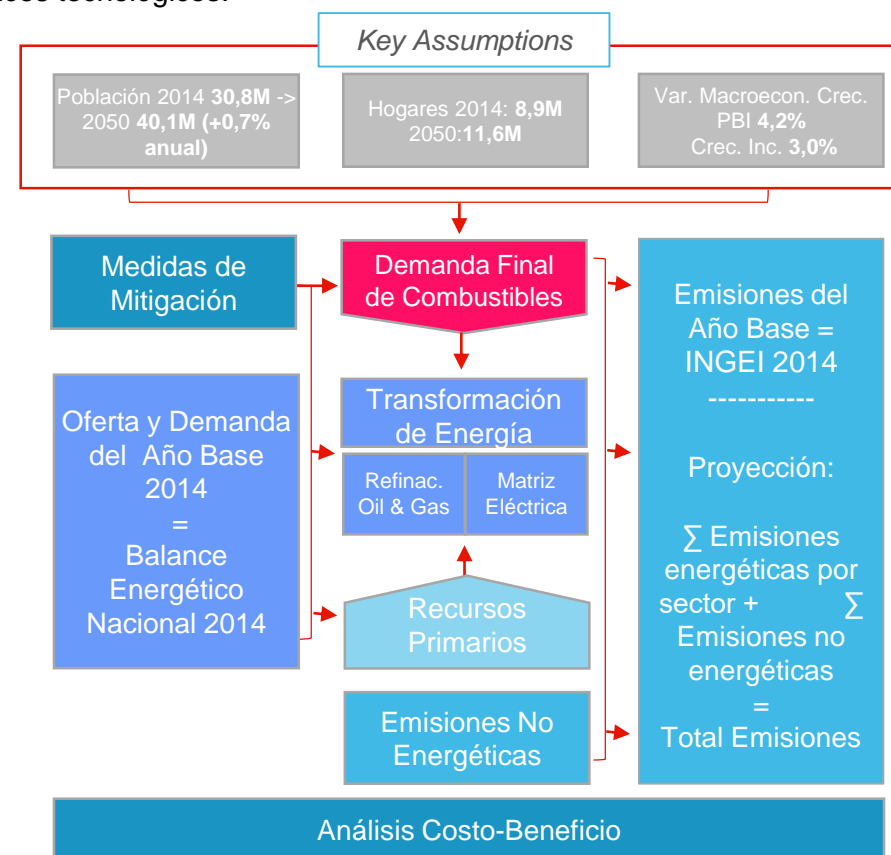 Key Assumptions
Población 2014 30,8M ->
2050 40,1M (+0,7%
anual)
Hogares 2014: 8,9M
2050:11,6M
Var. Macroecon. Crec.
PBI 4,2%
Crec. Inc. 3,0%
Medidas de
Mitigación
Demanda Final
de Combustibles
Oferta y Demanda
del Año Base
2014
=
Balance
Energético
Nacional 2014
Transformación
de Energía
Refinac.
Oil & Gas
Matriz
Eléctrica
Recursos
Primarios
Emisiones No
Energéticas
Emisiones del
Año Base =
INGEI 2014
-----------
Proyección:
∑ Emisiones
energéticas por
sector + ∑
Emisiones no
energéticas
=
Total Emisiones
Análisis Costo-Beneficio